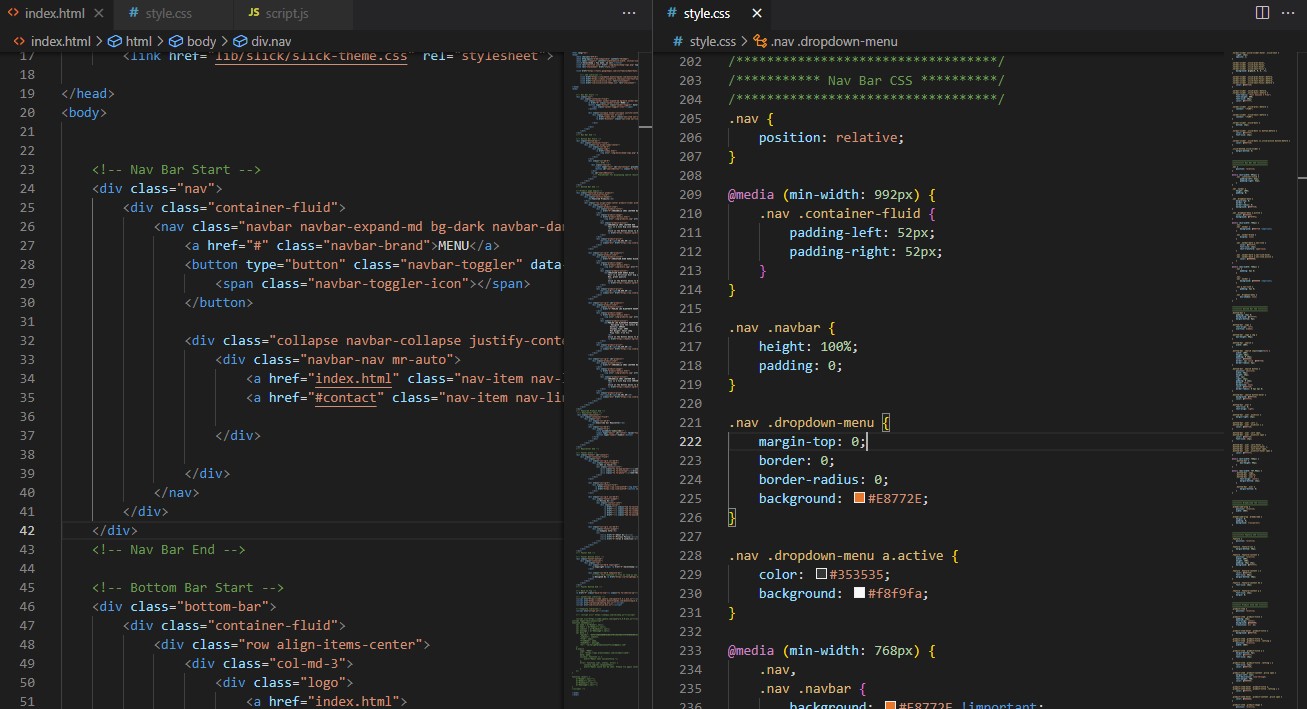 index.html
style.css
script.js
index.html > html > body > div.nav
17 <link href="lib/slick/slick-theme.css" rel="stylesheet">
18
19 </head>
20 <body>
21
22
23 <!-- Nav Bar Start -->
24 <div class="nav">
25 <div class="container-fluid">
26 <nav class="navbar navbar-expand-md bg-dark navbar-dar
27 <a href="#" class="navbar-brand">MENU</a>
28 <button type="button" class="navbar-toggler" data-
29 <span class="navbar-toggler-icon"></span>
30 </button>
31
32 <div class="collapse navbar-collapse justify-conte
33 <div class="navbar-nav mr-auto">
34 <a href="index.html" class="nav-item nav-
35 <a href="#contact" class="nav-item nav-lin
36
37 </div>
38
39 </div>
40 </nav>
41 </div>
42 </div>
43 <!-- Nav Bar End -->
44
45 <!-- Bottom Bar Start -->
46 <div class="bottom-bar">
47 <div class="container-fluid">
48 <div class="row align-items-center">
49 <div class="col-md-3">
50 <div class="logo">
51 <a href="index.html">
style.css
style.css > .nav .dropdown-menu
202 /**********************************/
203 /*********** Nav Bar CSS **********/
204 /**********************************/
205 .nav {
206 position: relative;
207 }
208
209 @media (min-width: 992px) {
210 .nav .container-fluid {
211 padding-left: 52px;
212 padding-right: 52px;
213 }
214 }
215
216 .nav .navbar {
217 height: 100%;
218 padding: 0;
219 }
220
221 .nav .dropdown-menu {
222 margin-top: 0;
223 border: 0;
224 border-radius: 0;
225 background: #E8772E;
226 }
227
228 .nav .dropdown-menu a.active {
229 color: #353535;
230 background: #f8f9fa;
231 }
232
233 @media (min-width: 768px) {
234 .nav,
235 .nav .navbar {
236 background: #E8772E !important;